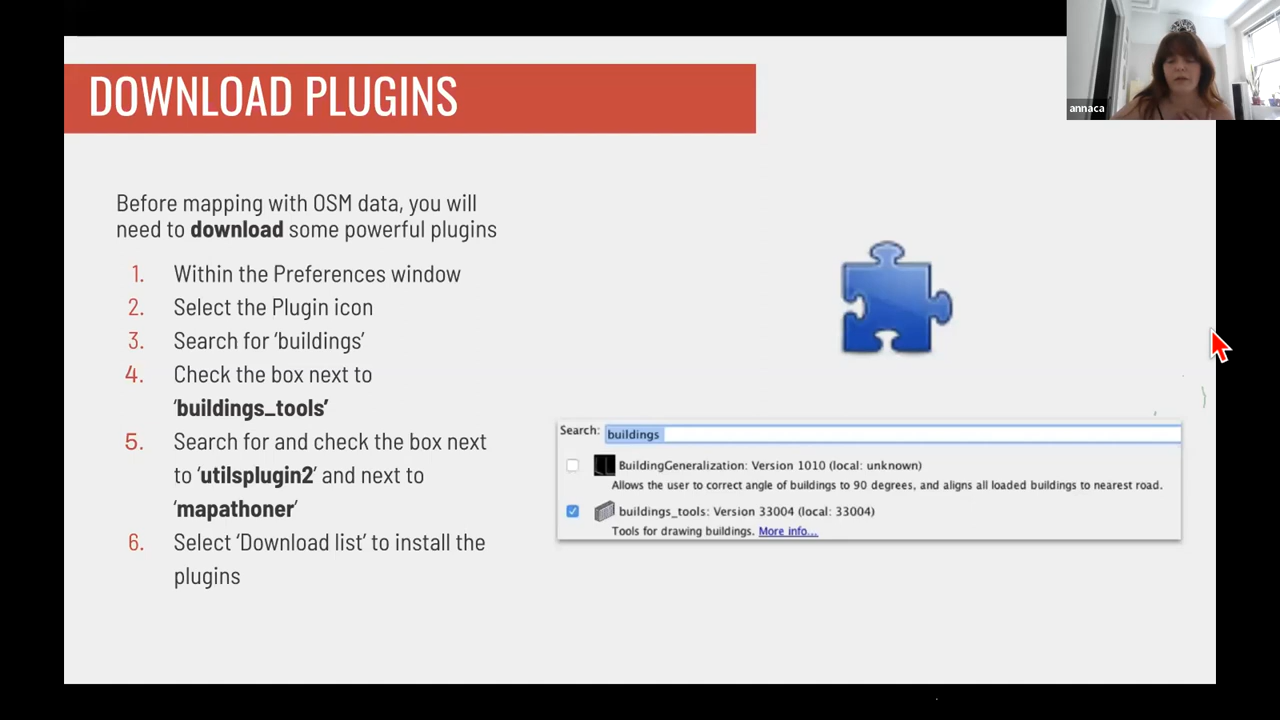 DOWNLOAD PLUGINS
annaca
Before mapping with OSM data, you will
need to download some powerful plugins
1. Within the Preferences window
2. Select the Plugin icon
3. Search for ‘buildings’
4. Check the box next to
‘buildings_tools’
5. Search for and check the box next
to ‘utilsplugin2’ and next to
‘mapathoner’
6. Select ‘Download list’ to install the
plugins
Search: buildings
BuildingGeneralization: Version 1010 (local: unknown)
Allows the user to correct angle of buildings to 90 degrees, and aligns all loaded buildings to nearest road.
buildings_tools: Version 33004 (local: 33004)
Tools for drawing buildings. More info...